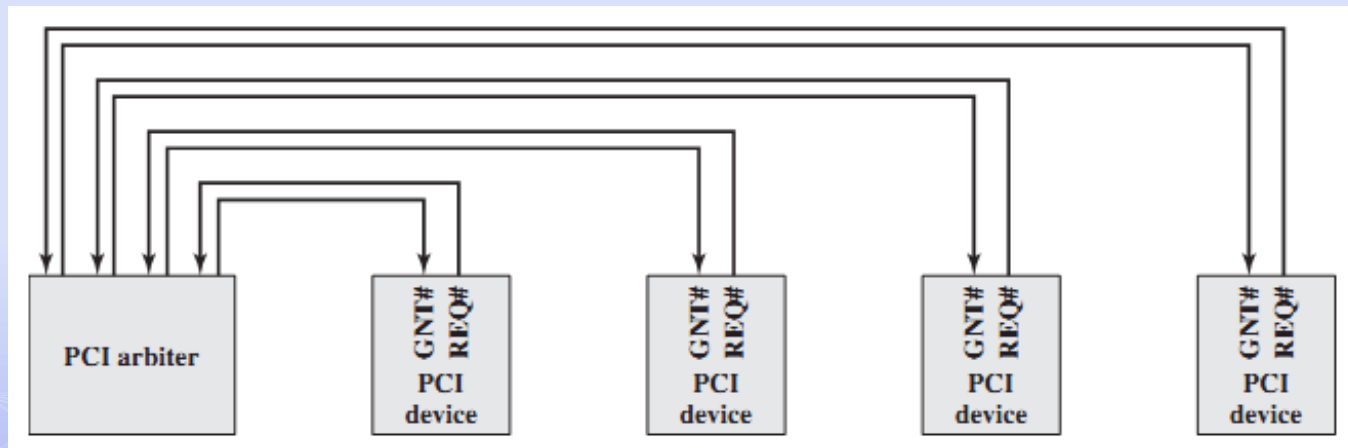 PCI arbiter
GNT#
REQ#
PCI
device
GNT#
REQ#
PCI
device
GNT#
REQ#
PCI
device
GNT#
REQ#
PCI
device